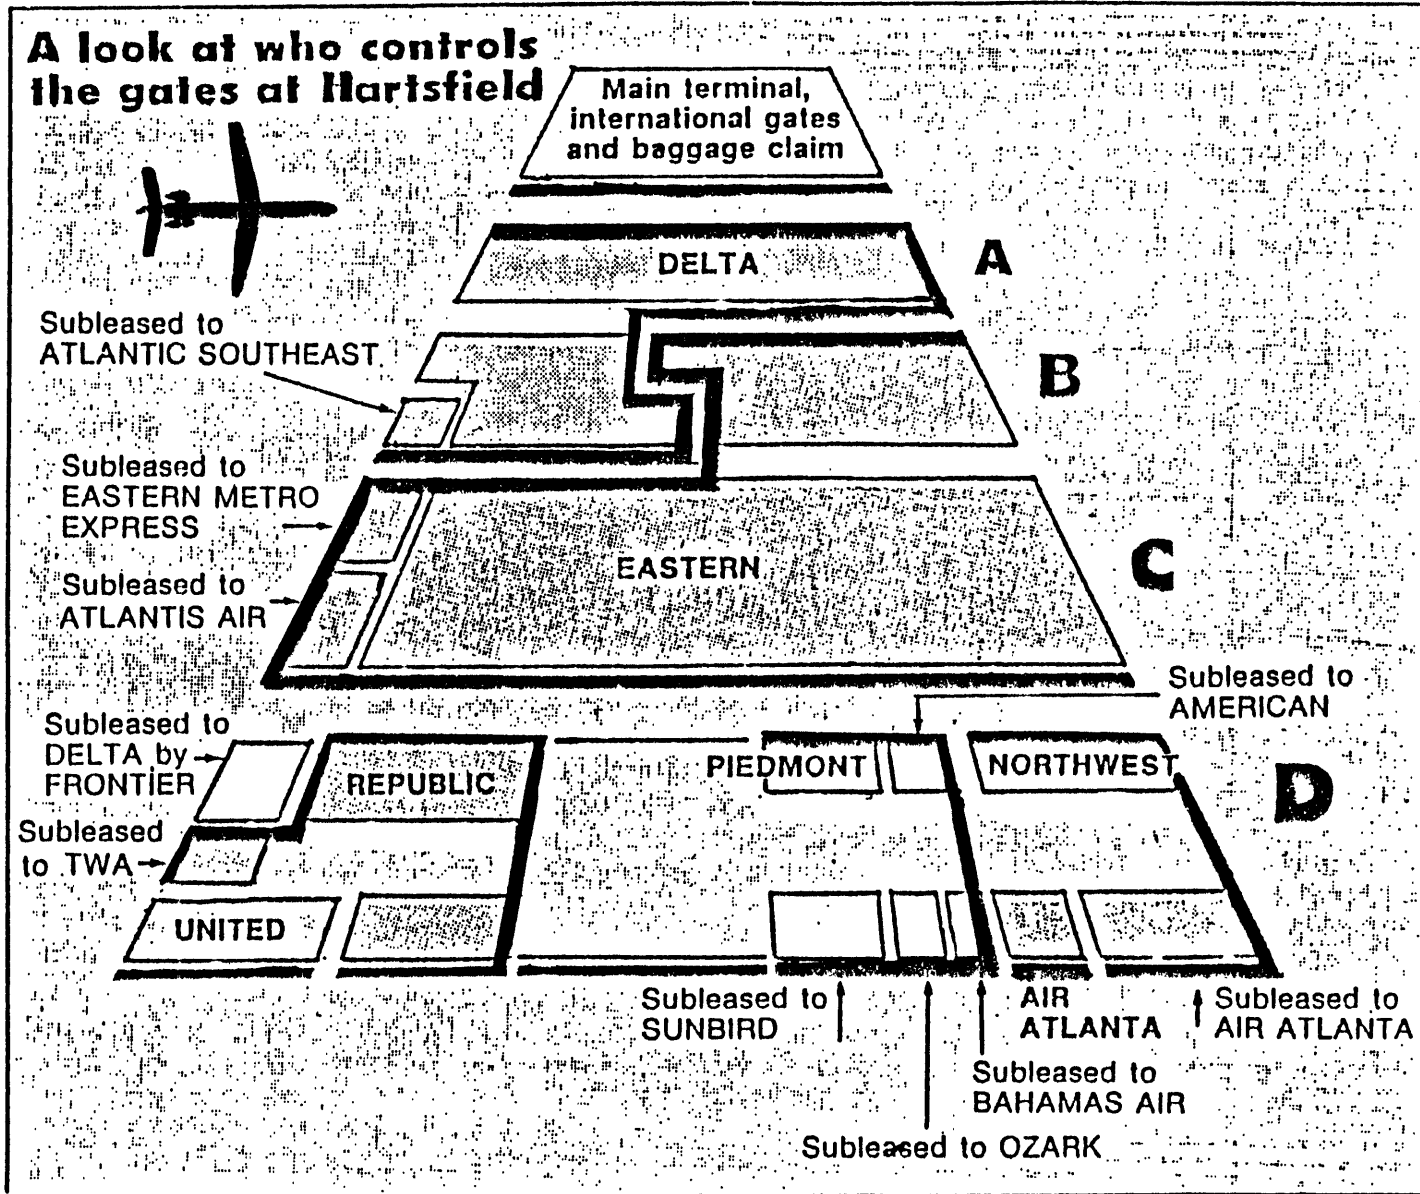 A look at who controls
the gates at Hartsfield
Main terminal,
international gates
and baggage claim
DELTA
A
Subleased to
ATLANTIC SOUTHEAST
B
Subleased to
EASTERN METRO
EXPRESS
EASTERN
C
Subleased to
ATLANTIS AIR
Subleased to
AMERICAN
Subleased to
DELTA by
FRONTIER
REPUBLIC
PIEDMONT
NORTHWEST
D
Subleased
to TWA
UNITED
Subleased to
SUNBIRD
AIR
ATLANTA
Subleased to
AIR ATLANTA
Subleased to
BAHAMAS AIR
Subleased to OZARK